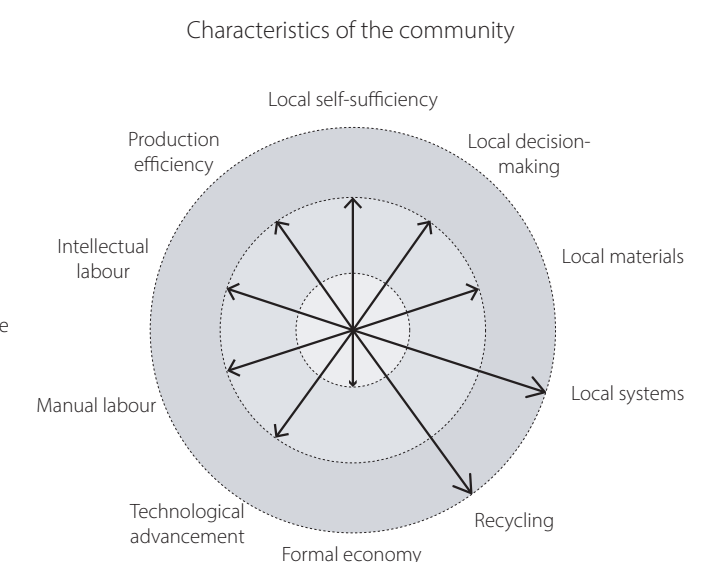 Characteristics of the community
Local self-sufficiency
Production
efficiency
Local decision-
making
Intellectual
labour
Local materials
e
Manual labour
Local systems
Technological
advancement
Recycling
Formal economy